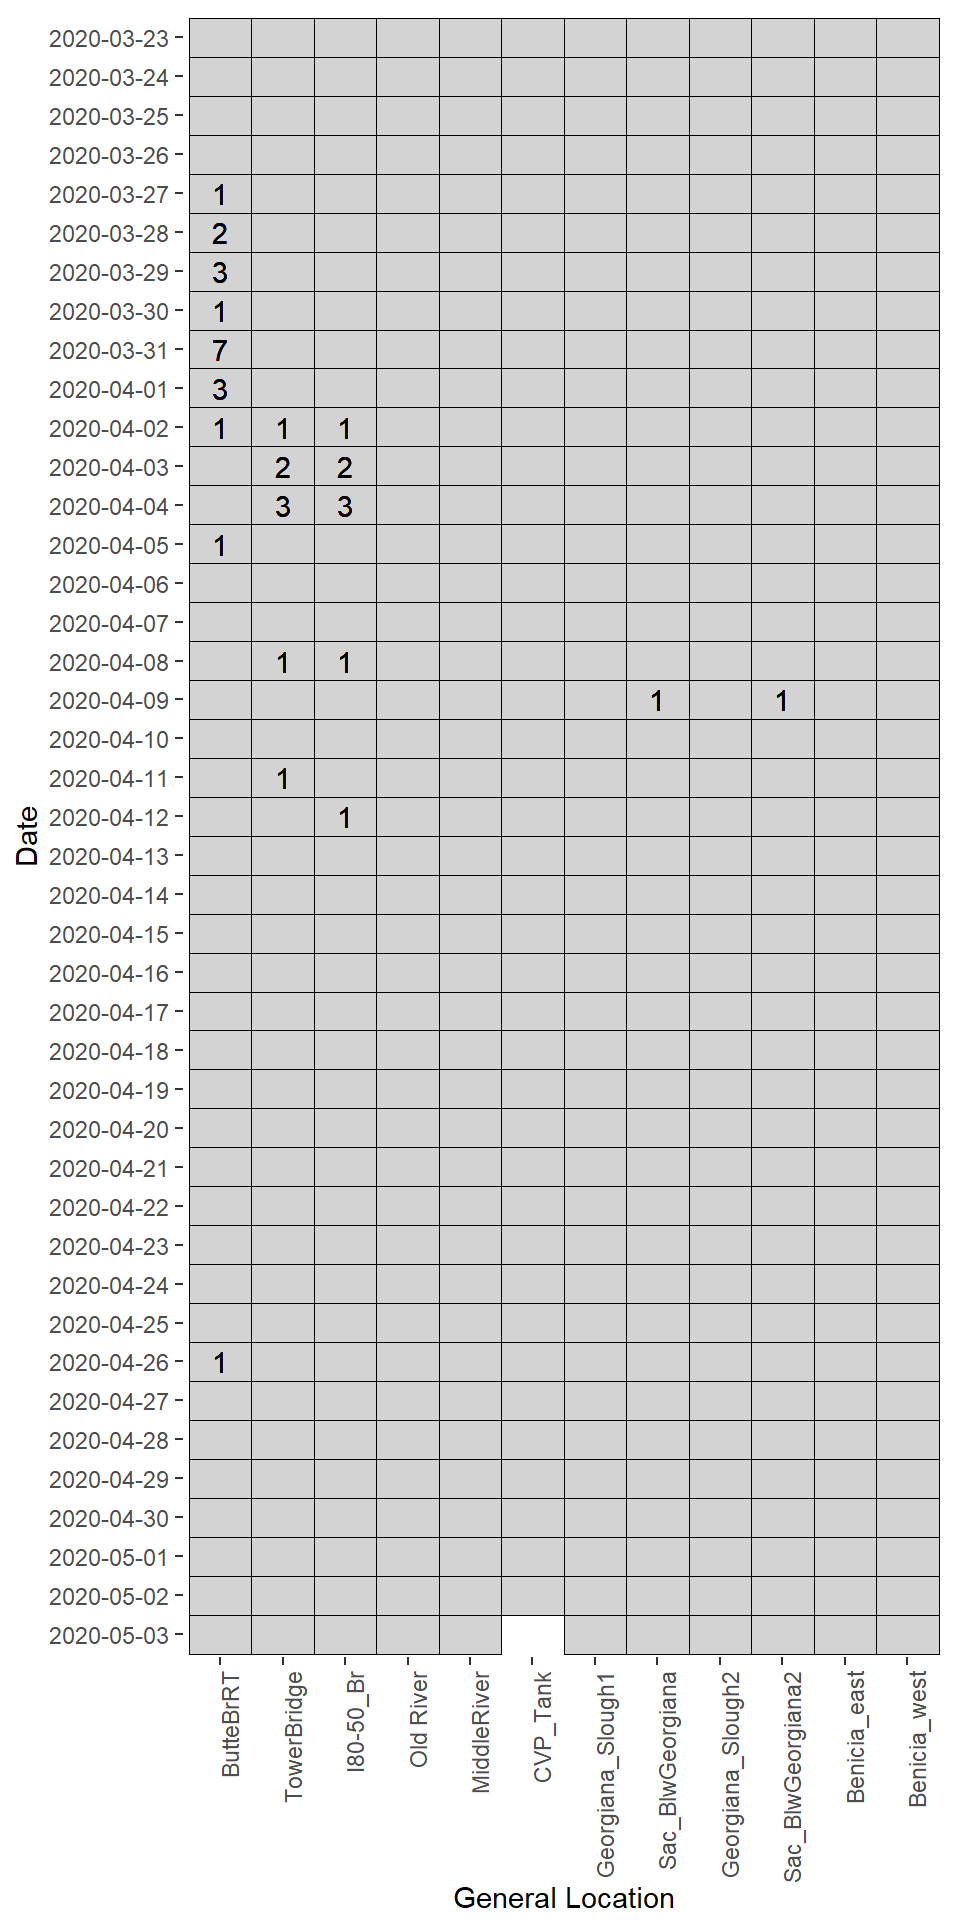 2020-03-23
2020-03-24
2020-03-25
2020-03-26
2020-03-27 1
2020-03-28 2
2020-03-29 3
2020-03-30 1
2020-03-31 7
2020-04-01 3
2020-04-02 1 1 1
2020-04-03 2 2
2020-04-04 3 3
2020-04-05 1
2020-04-06
2020-04-07
2020-04-08 1 1
2020-04-09 1 1
2020-04-10
2020-04-11 1
2020-04-12 1
2020-04-13
2020-04-14
2020-04-15
2020-04-16
2020-04-17
2020-04-18
2020-04-19
2020-04-20
2020-04-21
2020-04-22
2020-04-23
2020-04-24
2020-04-25
2020-04-26 1
2020-04-27
2020-04-28
2020-04-29
2020-04-30
2020-05-01
2020-05-02
2020-05-03
Date
ButteBrRT
TowerBridge
I80-50_Br
Old River
MiddleRiver
CVP_Tank
Georgiana_Slough1
Sac_BlwGeorgiana
Georgiana_Slough2
Sac_BlwGeorgiana2
Benicia_east
Benicia_west
General Location